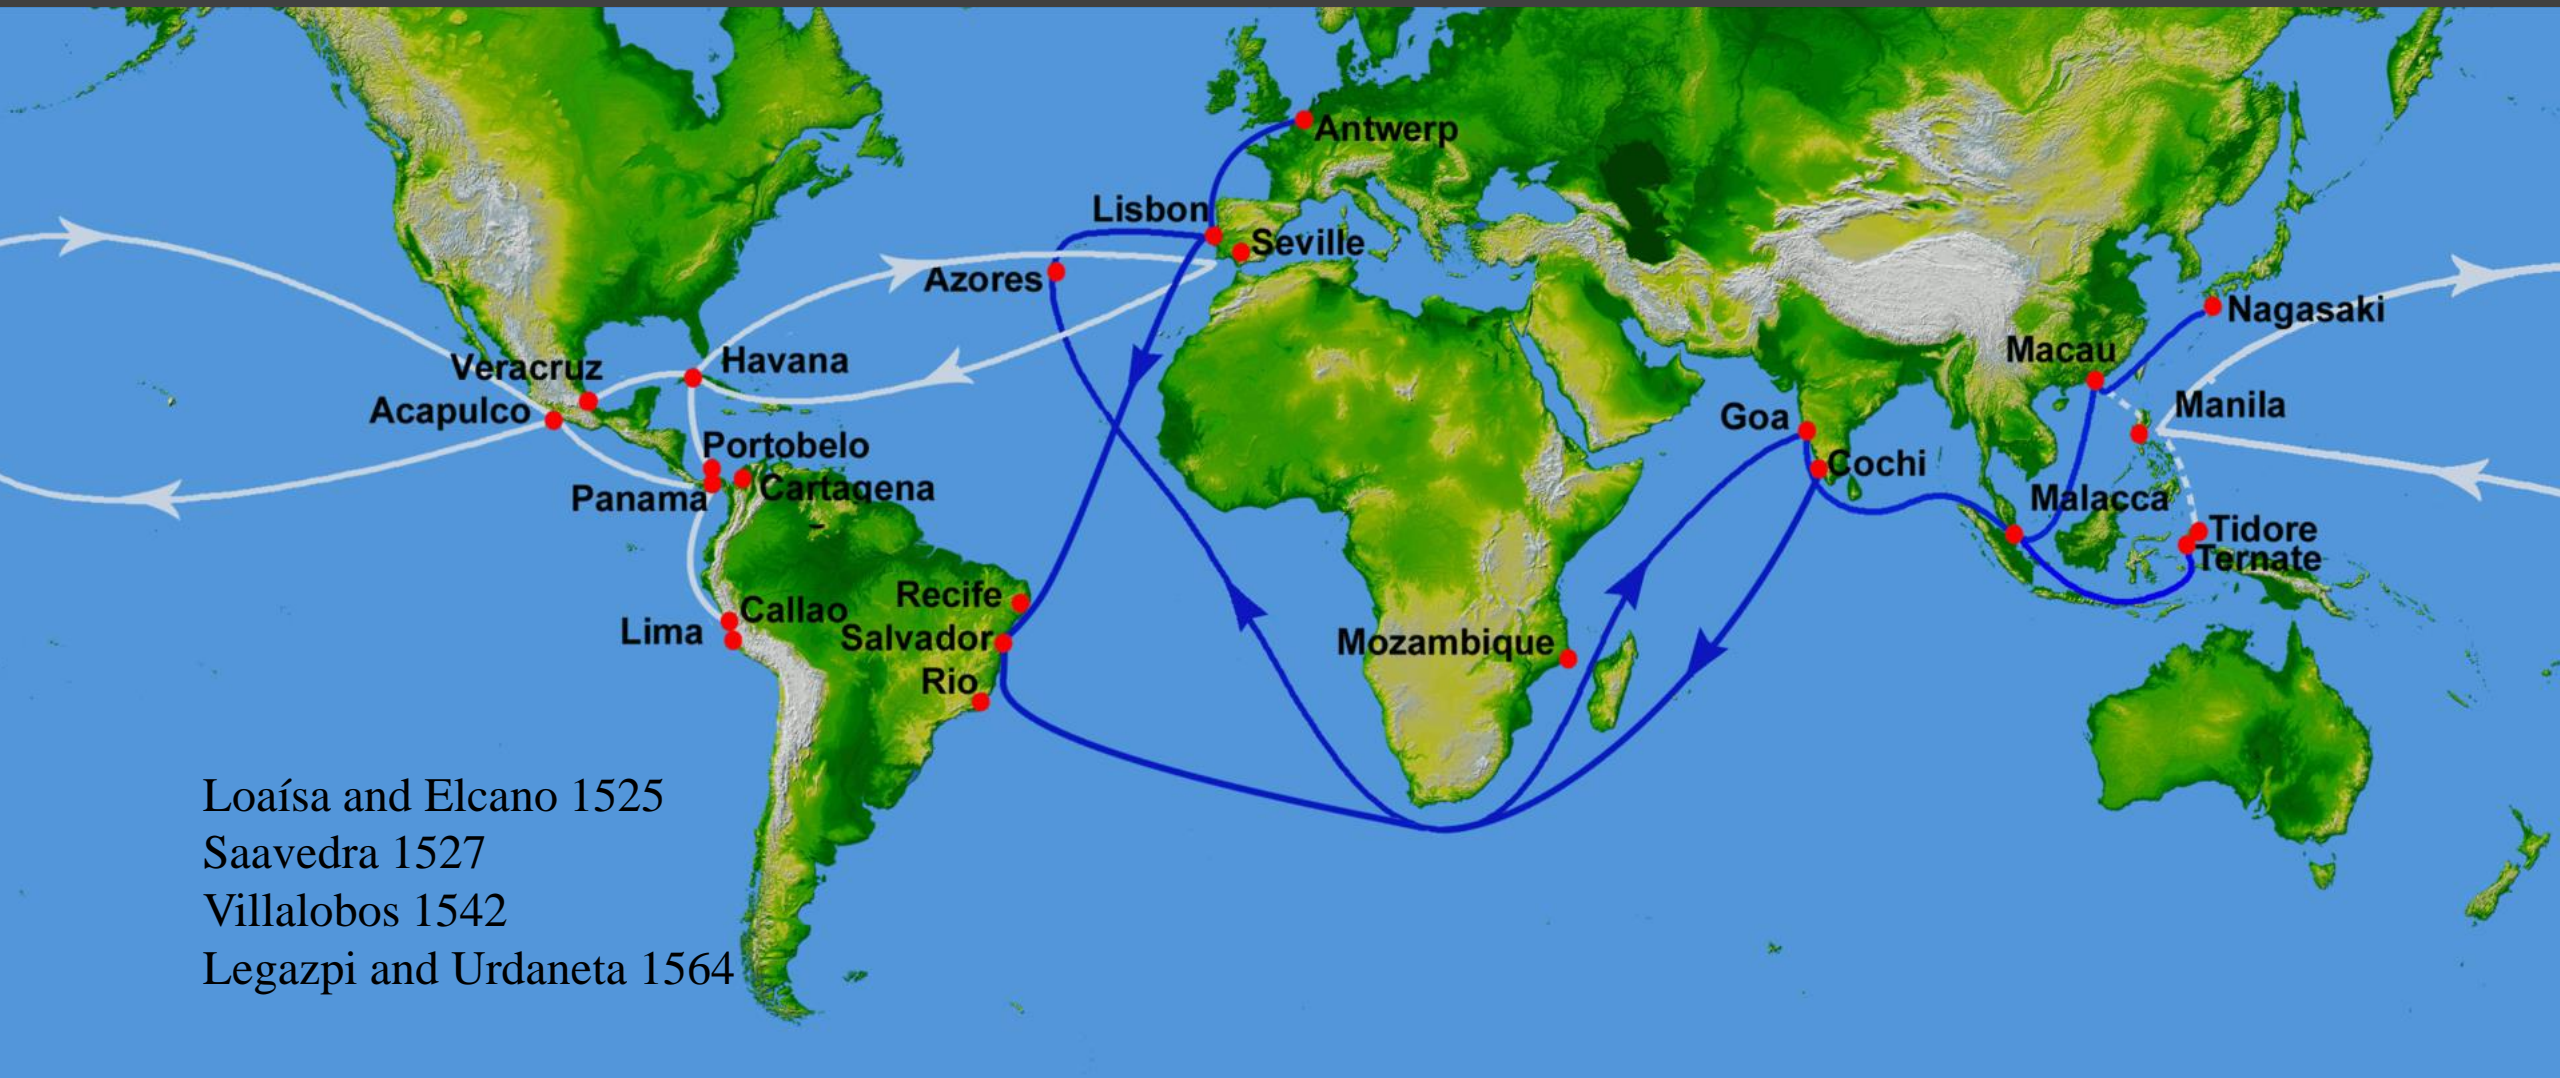 Antwerp
Lisbon
Seville
Azores
Nagasaki
Macau
Veracruz
Havana
Acapulco
Manila
Goa
Portobelo
Cochi
Panama
Cartagena
Malacca
Tidore
Ternate
Recife
Callao
Lima
Salvador
Mozambique
Rio
Loaísa and Elcano 1525
Saavedra 1527
Villalobos 1542
Legazpi and Urdaneta 1564